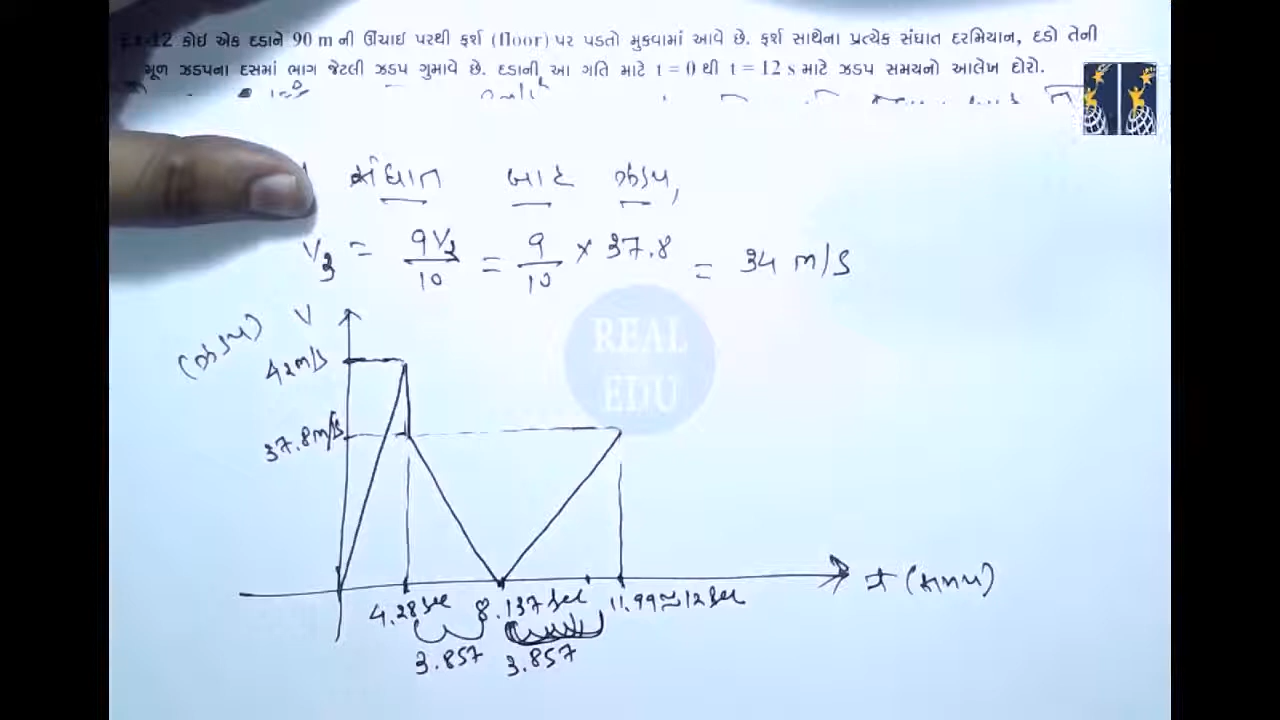 Ex-12 કોઇ એક દડાને 90 m ની ઊંચાઇ પરથી ફર્શ (floor) પર પડતો મુકવામાં આવે છે. ફર્શ સાથેના પ્રત્યેક સંઘાત દરમિયાન, દડો તેની
મૂળ ઝડપના દસમાં ભાગ જેટલી ઝડપ ગુમાવે છે. દડાની આ ગતિ માટે t = 0 થી t = 12 s માટે ઝડપ સમયનો આલેખ દોરો.
સંઘાત બાદ ઝડપ,
V3 = 9V2/10 = 9/10 × 37.8 = 34 m/s
REAL
EDU
(ઝડપ) V
42 m/s
37.8 m/s
t (સમય)
4.28 sec 8.137 sec 11.99 ≈ 12 sec
3.857 3.857